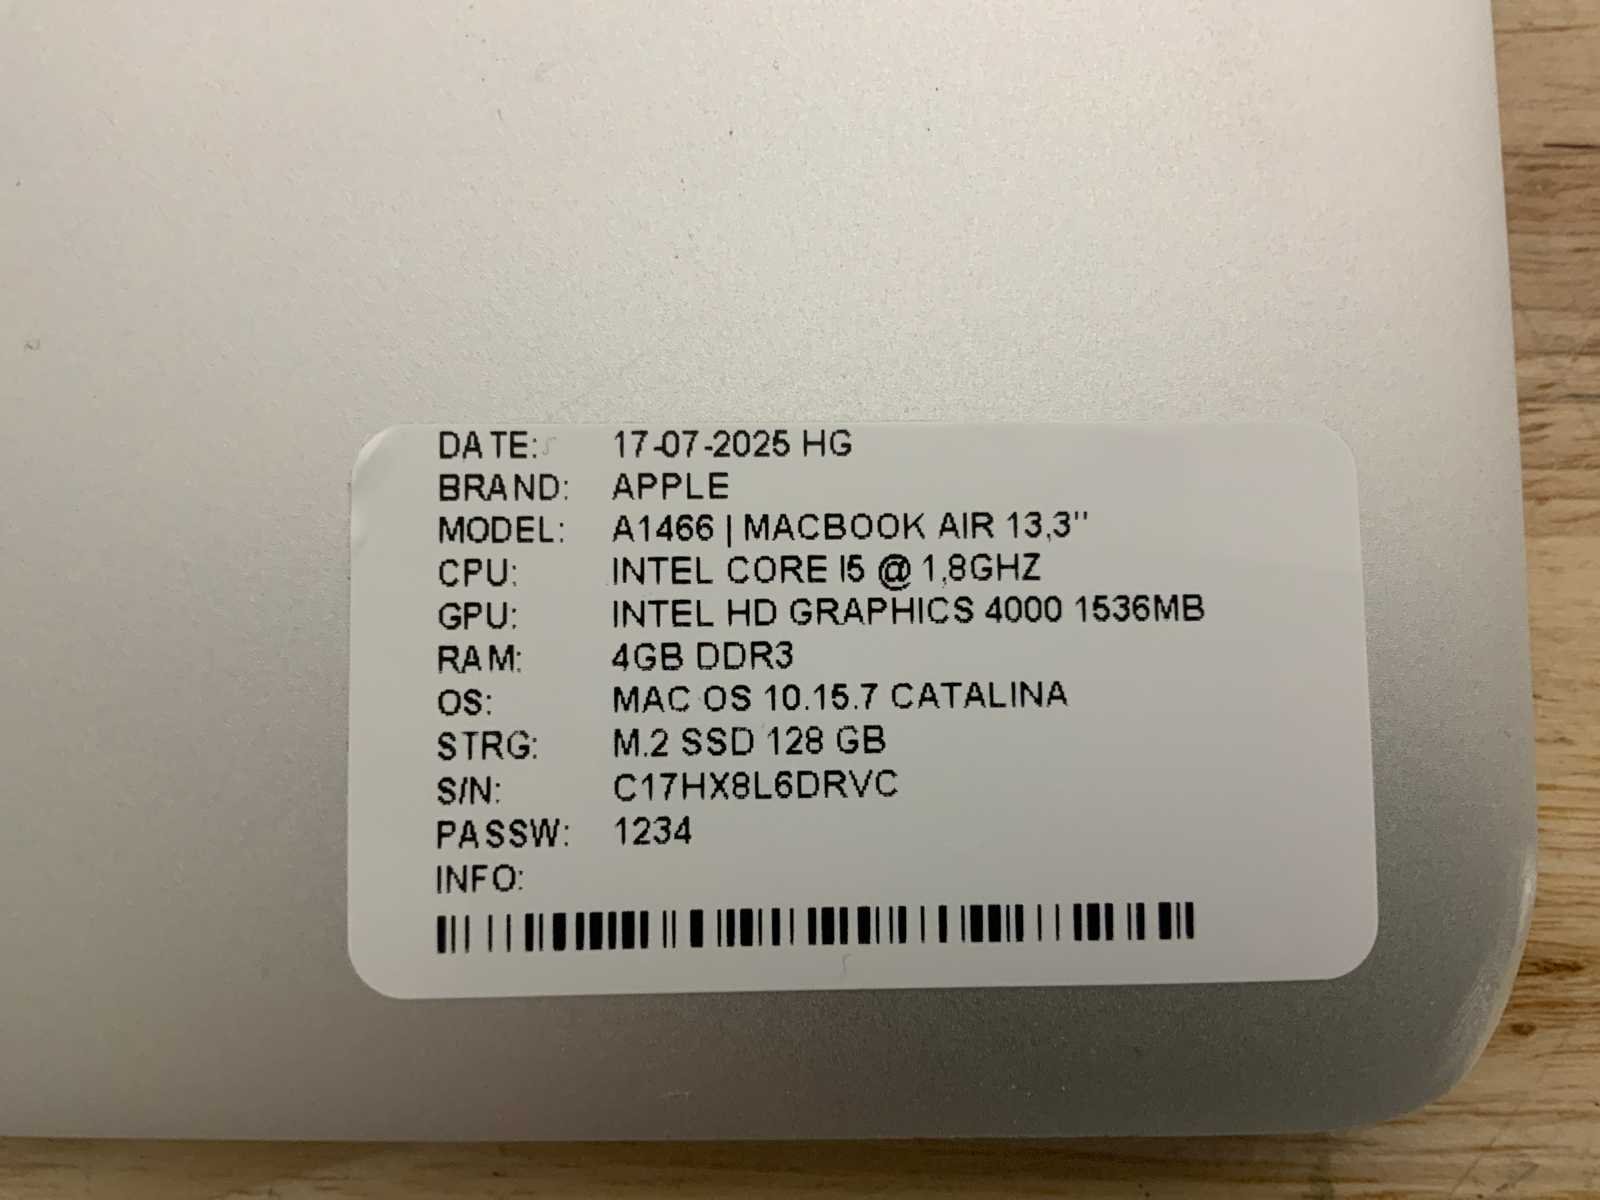 DATE: 17-07-2025 HG
BRAND: APPLE
MODEL: A1466 | MACBOOK AIR 13,3"
CPU: INTEL CORE I5 @ 1,8GHZ
GPU: INTEL HD GRAPHICS 4000 1536MB
RAM: 4GB DDR3
OS: MAC OS 10.15.7 CATALINA
STRG: M.2 SSD 128 GB
S/N: C17HX8L6DRVC
PASSW: 1234
INFO: